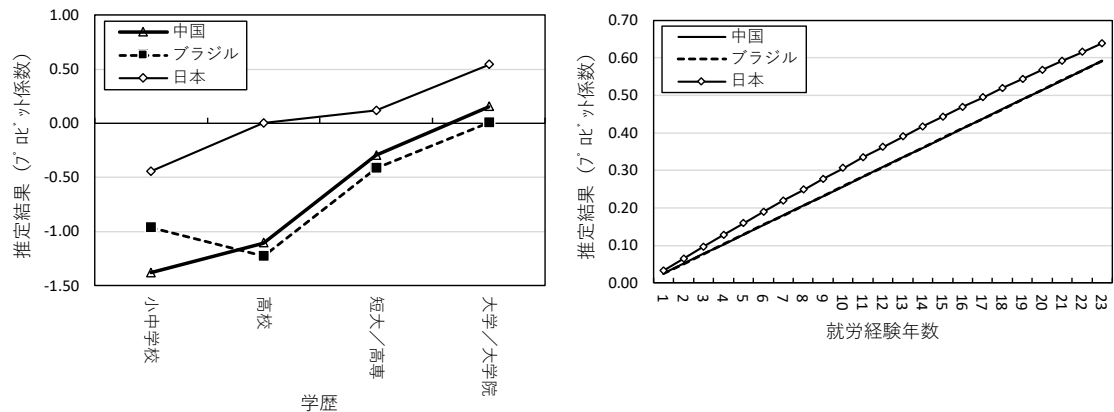 1.00
0.50
0.00
-0.50
-1.00
-1.50
推定結果（ﾌﾟﾛﾋﾞｯﾄ係数）
中国
ブラジル
日本
小中学校
高校
短大／高専
大学／大学院
学歴
0.70
0.60
0.50
0.40
0.30
0.20
0.10
0.00
推定結果（ﾌﾟﾛﾋﾞｯﾄ係数）
中国
ブラジル
日本
1 2 3 4 5 6 7 8 9 10 11 12 13 14 15 16 17 18 19 20 21 22 23
就労経験年数